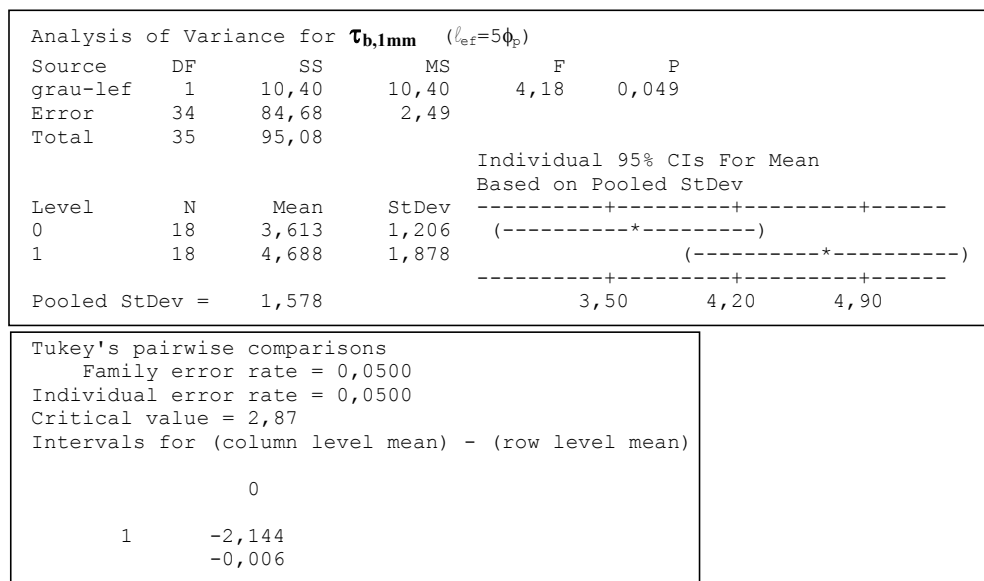 Analysis of Variance for τb,1mm (ℓef=5ϕp)
Source DF SS MS F P
grau-lef 1 10,40 10,40 4,18 0,049
Error 34 84,68 2,49
Total 35 95,08
Individual 95% CIs For Mean
Based on Pooled StDev
Level N Mean StDev ----------+---------+---------+------
0 18 3,613 1,206 (----------*---------)
1 18 4,688 1,878 (----------*----------)
----------+---------+---------+------
Pooled StDev = 1,578 3,50 4,20 4,90
Tukey's pairwise comparisons
Family error rate = 0,0500
Individual error rate = 0,0500
Critical value = 2,87
Intervals for (column level mean) - (row level mean)
0
1 -2,144
-0,006